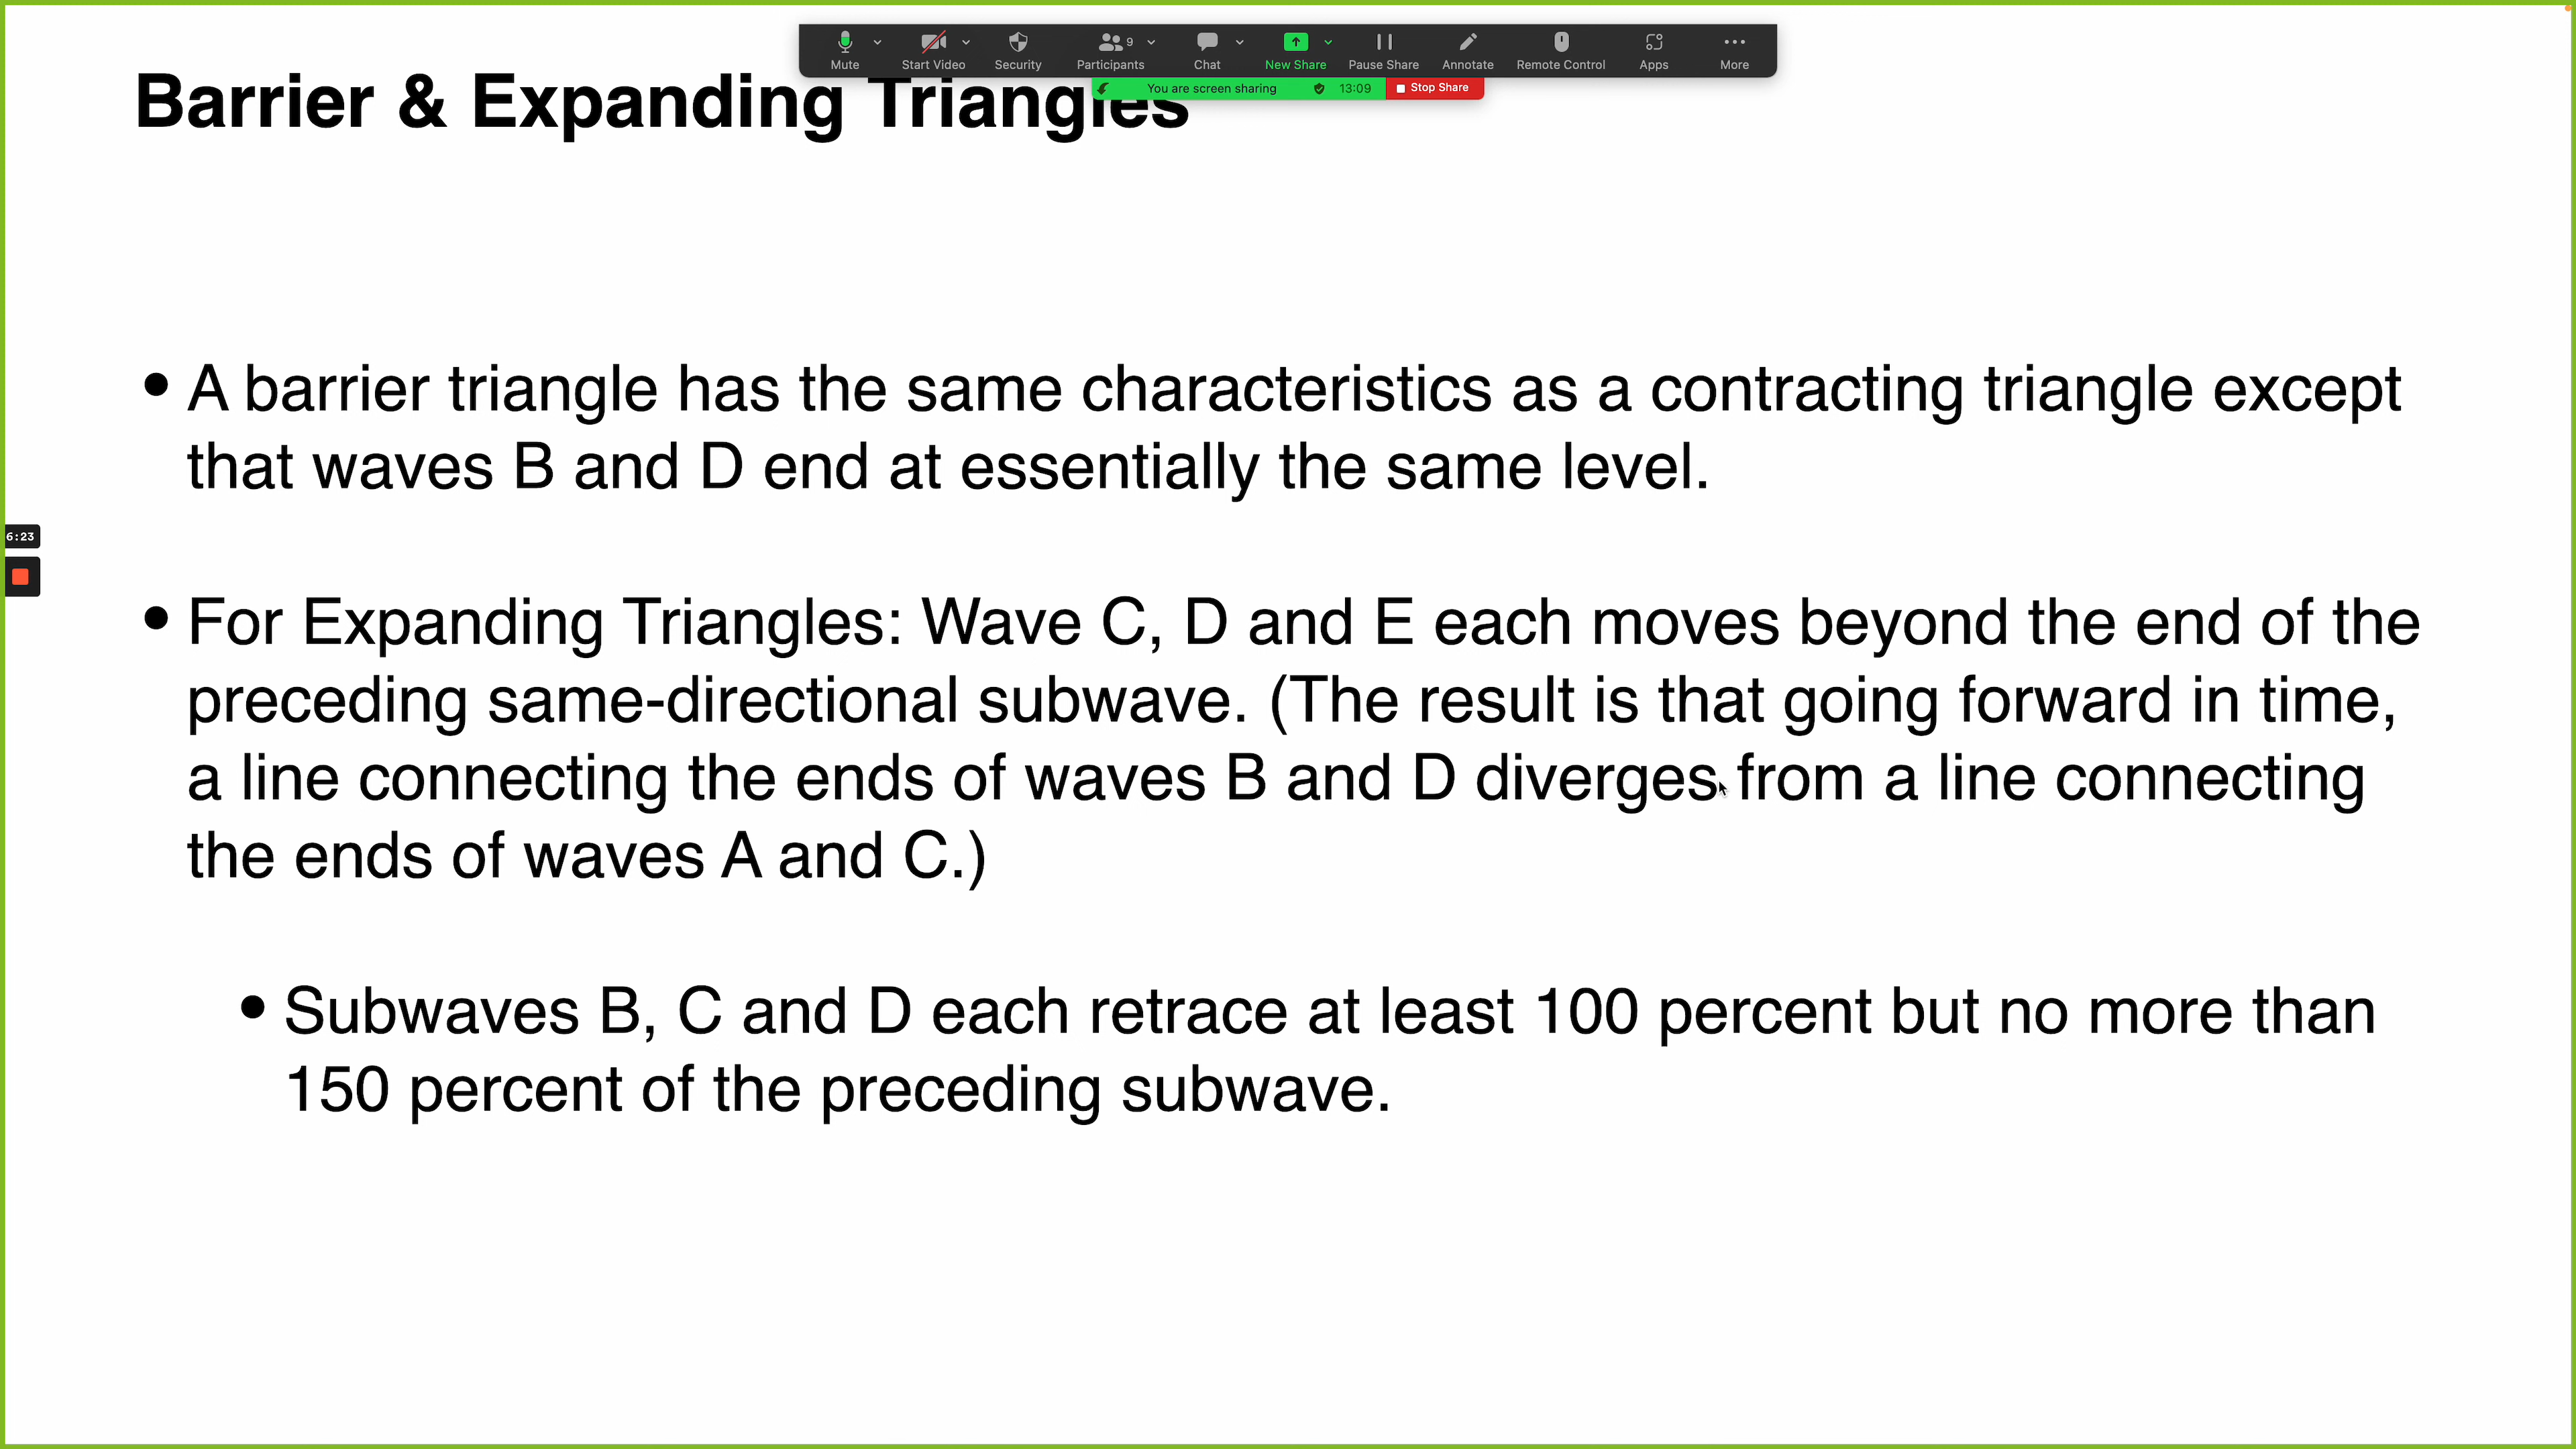 Mute
Start Video
Security
9
Participants
Chat
New Share
Pause Share
Annotate
Remote Control
Apps
More
You are screen sharing
13:09
Stop Share
Barrier & Expanding Triangles
• A barrier triangle has the same characteristics as a contracting triangle except
that waves B and D end at essentially the same level.
6:23
• For Expanding Triangles: Wave C, D and E each moves beyond the end of the
preceding same-directional subwave. (The result is that going forward in time,
a line connecting the ends of waves B and D diverges from a line connecting
the ends of waves A and C.)
• Subwaves B, C and D each retrace at least 100 percent but no more than
150 percent of the preceding subwave.